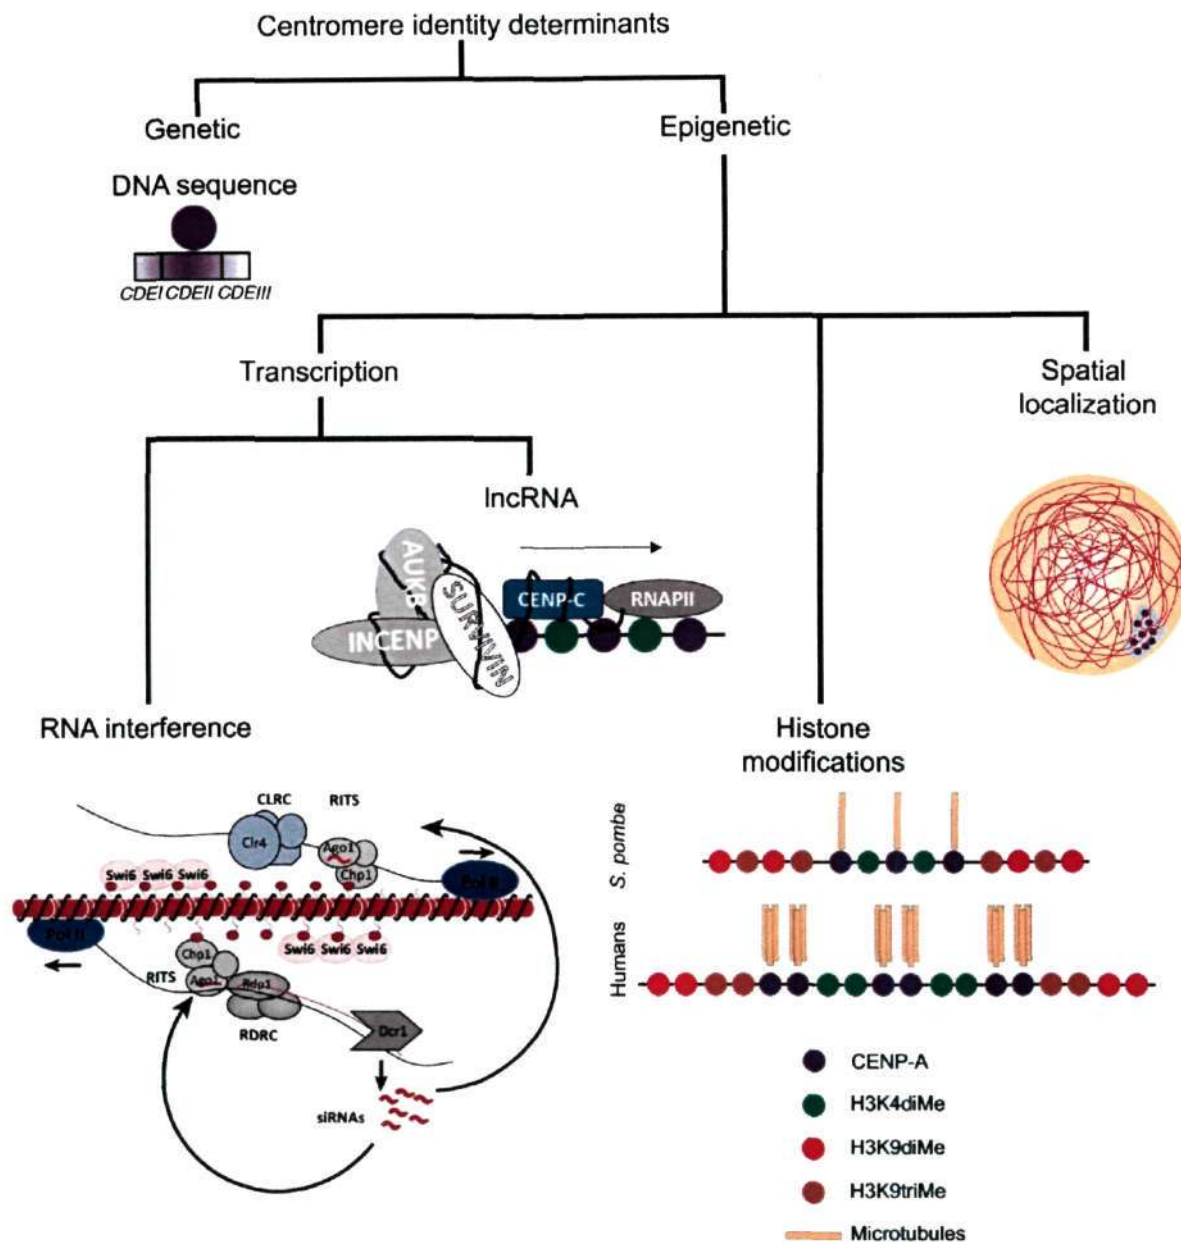 Centromere identity determinants
Genetic
Epigenetic
DNA sequence
CDEI CDEII CDEIII
Transcription
Spatial
localization
lncRNA
AUKB
SURVIVIN
CENP-C
RNAPII
INCENP
RNA interference
Histone
modifications
CLRC
RITS
Clr4
Ago1
Chp1
Swi6 Swi6 Swi6
Pol II
Pol II
Swi6 Swi6 Swi6
Chp1
RITS
Ago1
Rdp1
RDRC
Dcr1
siRNAs
S. pombe
Humans
CENP-A
H3K4diMe
H3K9diMe
H3K9triMe
Microtubules